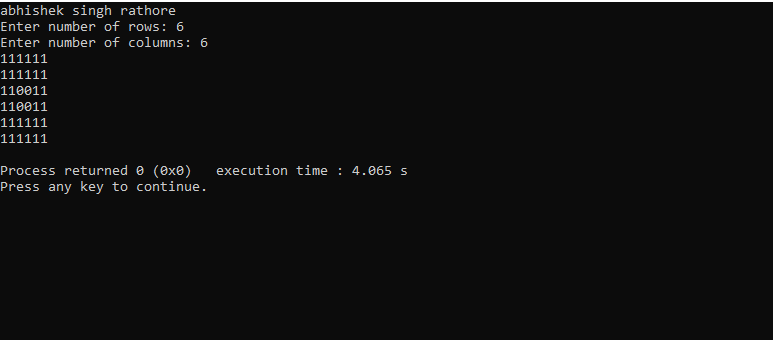 abhishek singh rathore
Enter number of rows: 6
Enter number of columns: 6
111111
111111
110011
110011
111111
111111
Process returned 0 (0x0)   execution time : 4.065 s
Press any key to continue.